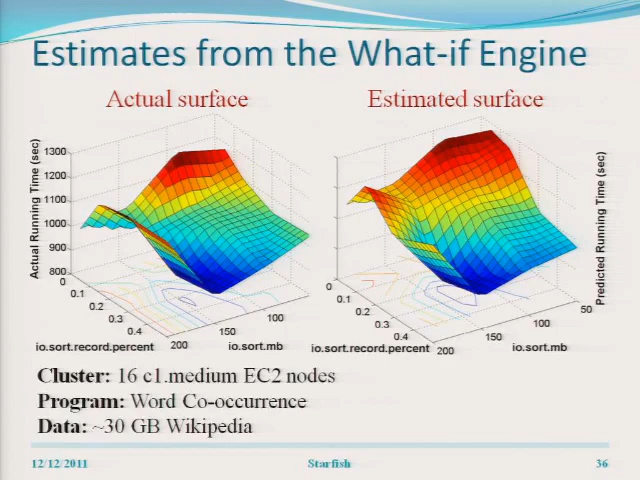 Estimates from the What-if Engine
Actual surface
Estimated surface
Actual Running Time (sec)
1300
1200
1100
1000
900
800
0
0.1
0.2
0.3
0.4
200
150
100
io.sort.record.percent
io.sort.mb
Predicted Running Time (sec)
0
0.1
0.2
0.3
0.4
200
150
100
50
io.sort.record.percent
io.sort.mb
Cluster: 16 c1.medium EC2 nodes
Program: Word Co-occurrence
Data: ~30 GB Wikipedia
12/12/2011
Starfish
36